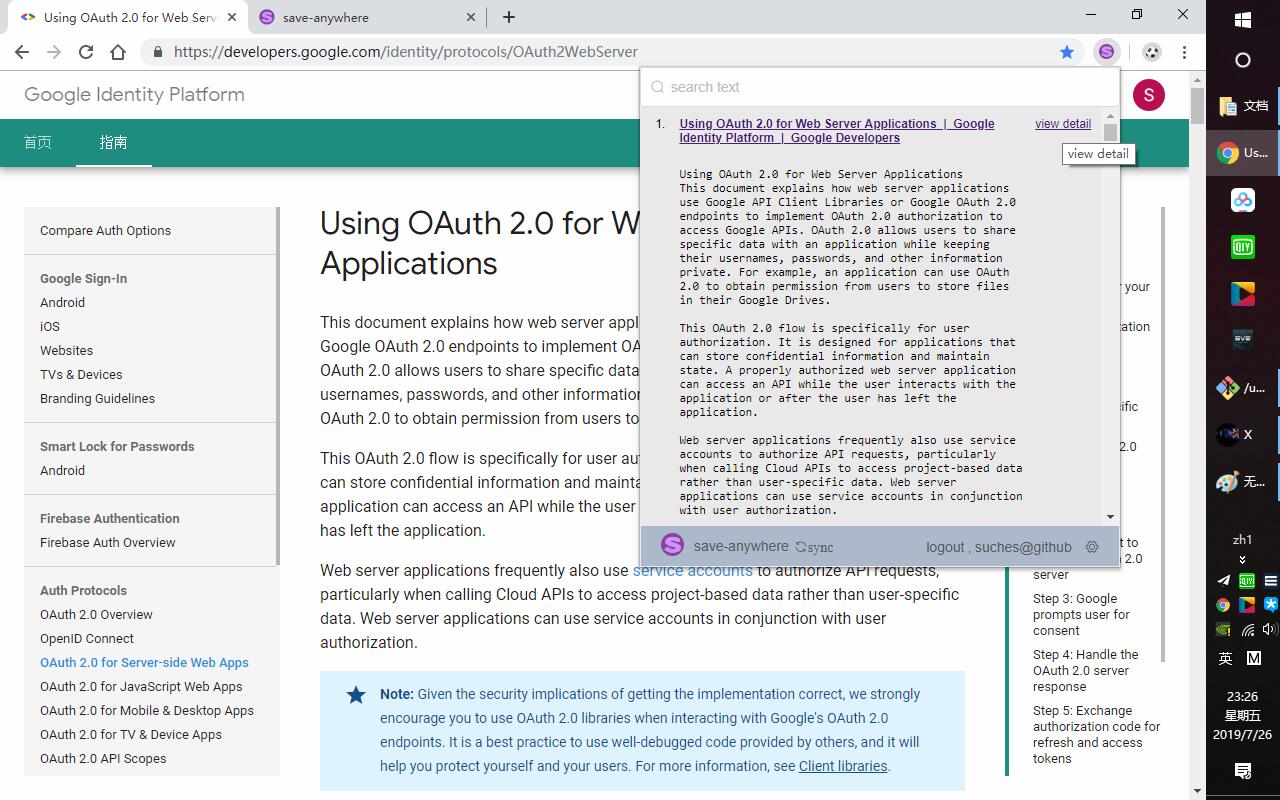 Using OAuth 2.0 for Web Serv
save-anywhere
https://developers.google.com/identity/protocols/OAuth2WebServer
Google Identity Platform
S
首页
指南
Compare Auth Options
Google Sign-In
Android
iOS
Websites
TVs & Devices
Branding Guidelines
Smart Lock for Passwords
Android
Firebase Authentication
Firebase Auth Overview
Auth Protocols
OAuth 2.0 Overview
OpenID Connect
OAuth 2.0 for Server-side Web Apps
OAuth 2.0 for JavaScript Web Apps
OAuth 2.0 for Mobile & Desktop Apps
OAuth 2.0 for TV & Device Apps
OAuth 2.0 API Scopes
Using OAuth 2.0 for W
Applications
This document explains how web server appl
Google OAuth 2.0 endpoints to implement OA
OAuth 2.0 allows users to share specific data
usernames, passwords, and other information
OAuth 2.0 to obtain permission from users to
This OAuth 2.0 flow is specifically for user aut
can store confidential information and mainta
application can access an API while the user
has left the application.
Web server applications frequently also use service accounts to authorize API requests,
particularly when calling Cloud APIs to access project-based data rather than user-specific
data. Web server applications can use service accounts in conjunction with user
authorization.
Note: Given the security implications of getting the implementation correct, we strongly
encourage you to use OAuth 2.0 libraries when interacting with Google's OAuth 2.0
endpoints. It is a best practice to use well-debugged code provided by others, and it will
help you protect yourself and your users. For more information, see Client libraries.
search text
1. Using OAuth 2.0 for Web Server Applications | Google
Identity Platform | Google Developers
view detail
view detail
Using OAuth 2.0 for Web Server Applications
This document explains how web server applications
use Google API Client Libraries or Google OAuth 2.0
endpoints to implement OAuth 2.0 authorization to
access Google APIs. OAuth 2.0 allows users to share
specific data with an application while keeping
their usernames, passwords, and other information
private. For example, an application can use OAuth
2.0 to obtain permission from users to store files
in their Google Drives.
This OAuth 2.0 flow is specifically for user
authorization. It is designed for applications that
can store confidential information and maintain
state. A properly authorized web server application
can access an API while the user interacts with the
application or after the user has left the
application.
Web server applications frequently also use service
accounts to authorize API requests, particularly
when calling Cloud APIs to access project-based data
rather than user-specific data. Web server
applications can use service accounts in conjunction
with user authorization.
save-anywhere sync
logout , suches@github
your
ation
cific
2.0
t to
2.0
server
Step 3: Google
prompts user for
consent
Step 4: Handle the
OAuth 2.0 server
response
Step 5: Exchange
authorization code for
refresh and access
tokens
文档
Us...
QIY
EVE
/u...
X
无...
zh1
英 M
23:26
星期五
2019/7/26